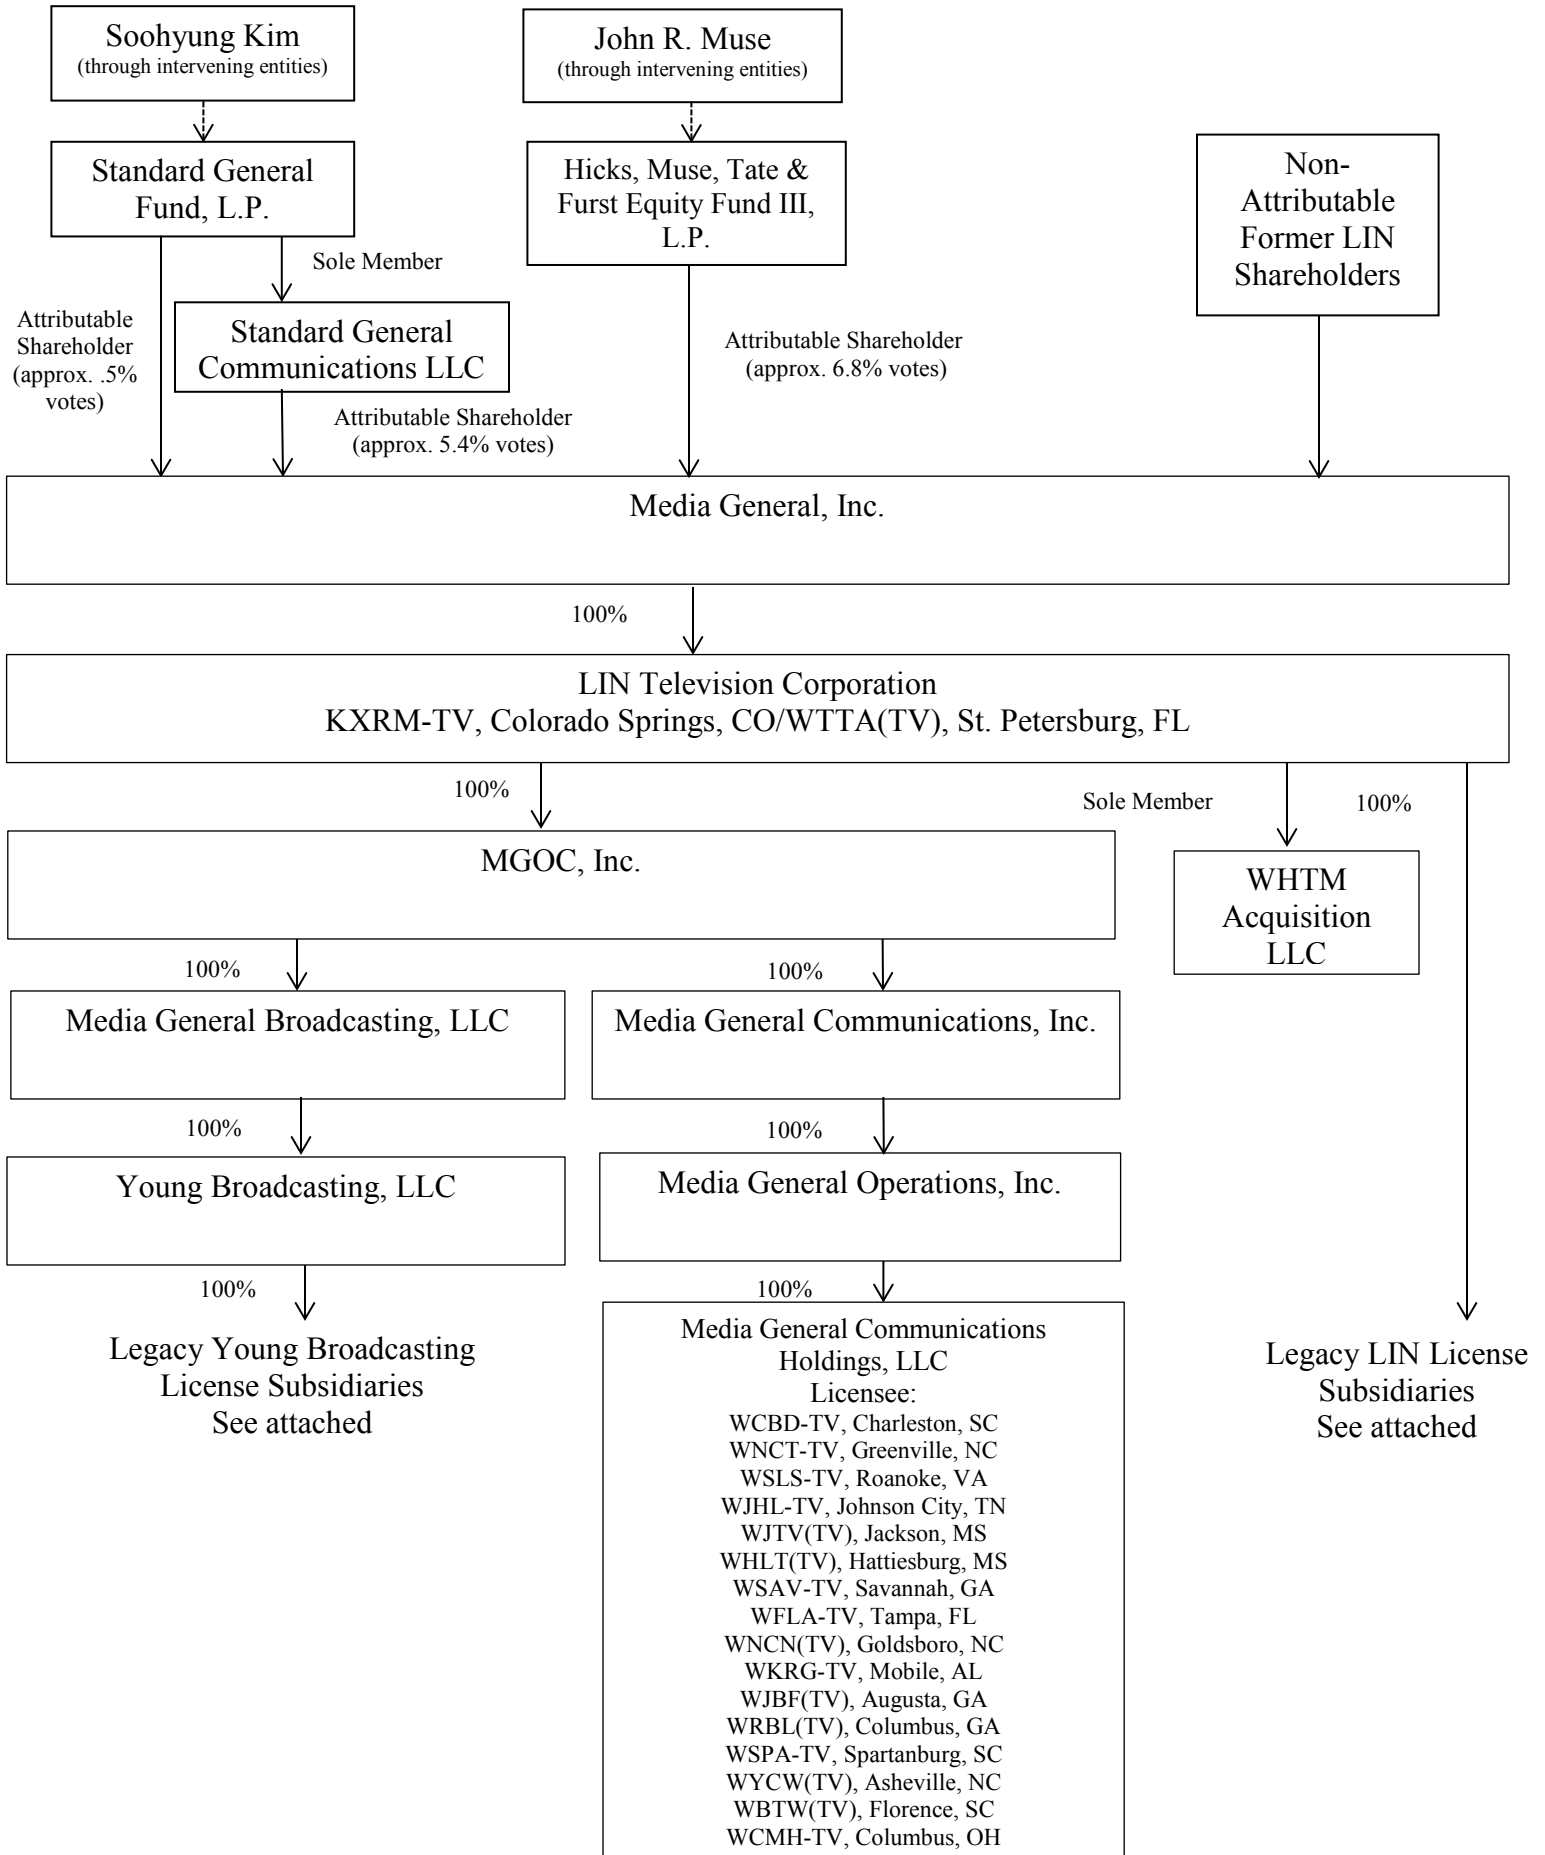 Soohyung Kim
(through intervening entities)
John R. Muse
(through intervening entities)
Standard General
Fund, L.P.
Hicks, Muse, Tate &
Furst Equity Fund III,
L.P.
Non-
Attributable
Former LIN
Shareholders
Sole Member
Attributable
Shareholder
(approx. .5%
votes)
Standard General
Communications LLC
Attributable Shareholder
(approx. 5.4% votes)
Attributable Shareholder
(approx. 6.8% votes)
Media General, Inc.
100%
LIN Television Corporation
KXRM-TV, Colorado Springs, CO/WTTA(TV), St. Petersburg, FL
100%
Sole Member
100%
MGOC, Inc.
WHTM
Acquisition
LLC
100%
100%
Media General Broadcasting, LLC
Media General Communications, Inc.
100%
100%
Young Broadcasting, LLC
Media General Operations, Inc.
100%
100%
Legacy Young Broadcasting
License Subsidiaries
See attached
Media General Communications
Holdings, LLC
Licensee:
WCBD-TV, Charleston, SC
WNCT-TV, Greenville, NC
WSLS-TV, Roanoke, VA
WJHL-TV, Johnson City, TN
WJTV(TV), Jackson, MS
WHLT(TV), Hattiesburg, MS
WSAV-TV, Savannah, GA
WFLA-TV, Tampa, FL
WNCN(TV), Goldsboro, NC
WKRG-TV, Mobile, AL
WJBF(TV), Augusta, GA
WRBL(TV), Columbus, GA
WSPA-TV, Spartanburg, SC
WYCW(TV), Asheville, NC
WBTW(TV), Florence, SC
WCMH-TV, Columbus, OH
Legacy LIN License
Subsidiaries
See attached